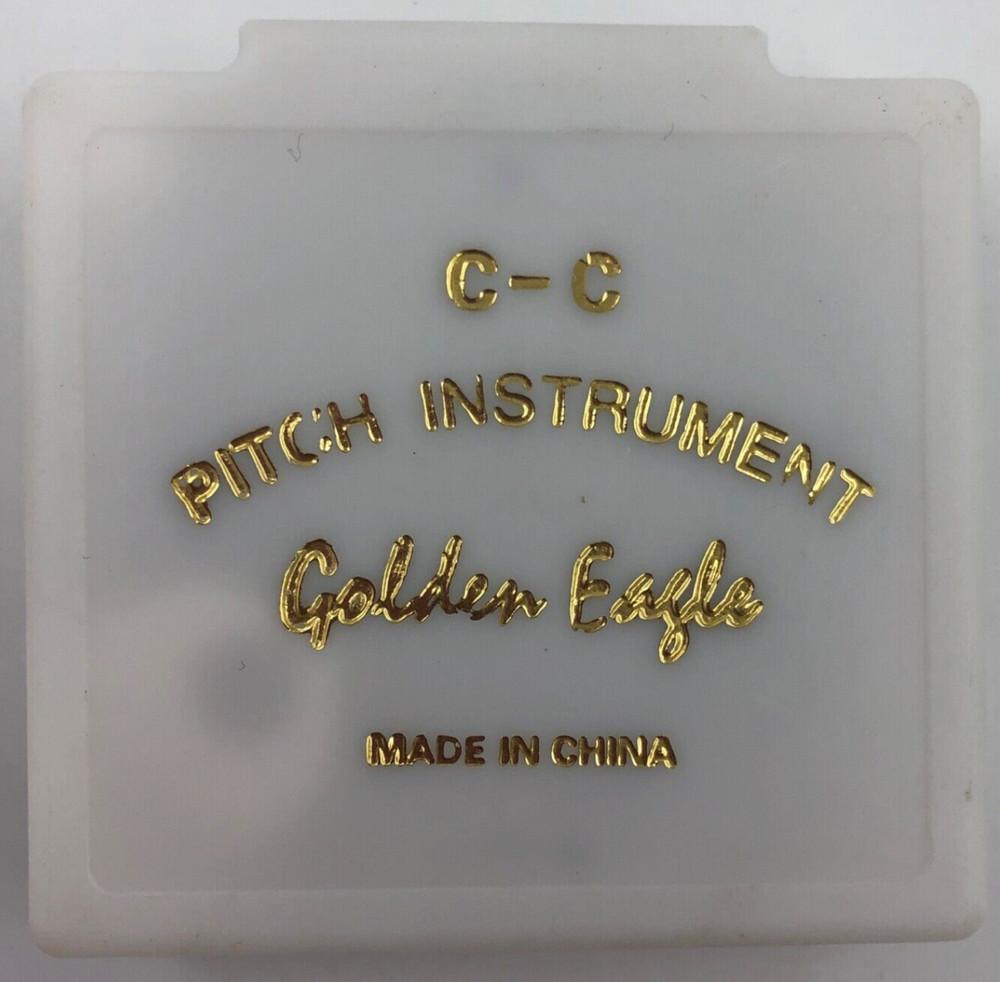 C-C
PITCH INSTRUMENT
Golden Eagle
MADE IN CHINA